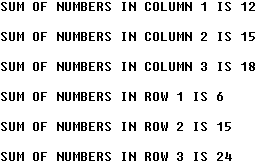 SUM OF NUMBERS IN COLUMN 1 IS 12
SUM OF NUMBERS IN COLUMN 2 IS 15
SUM OF NUMBERS IN COLUMN 3 IS 18
SUM OF NUMBERS IN ROW 1 IS 6
SUM OF NUMBERS IN ROW 2 IS 15
SUM OF NUMBERS IN ROW 3 IS 24